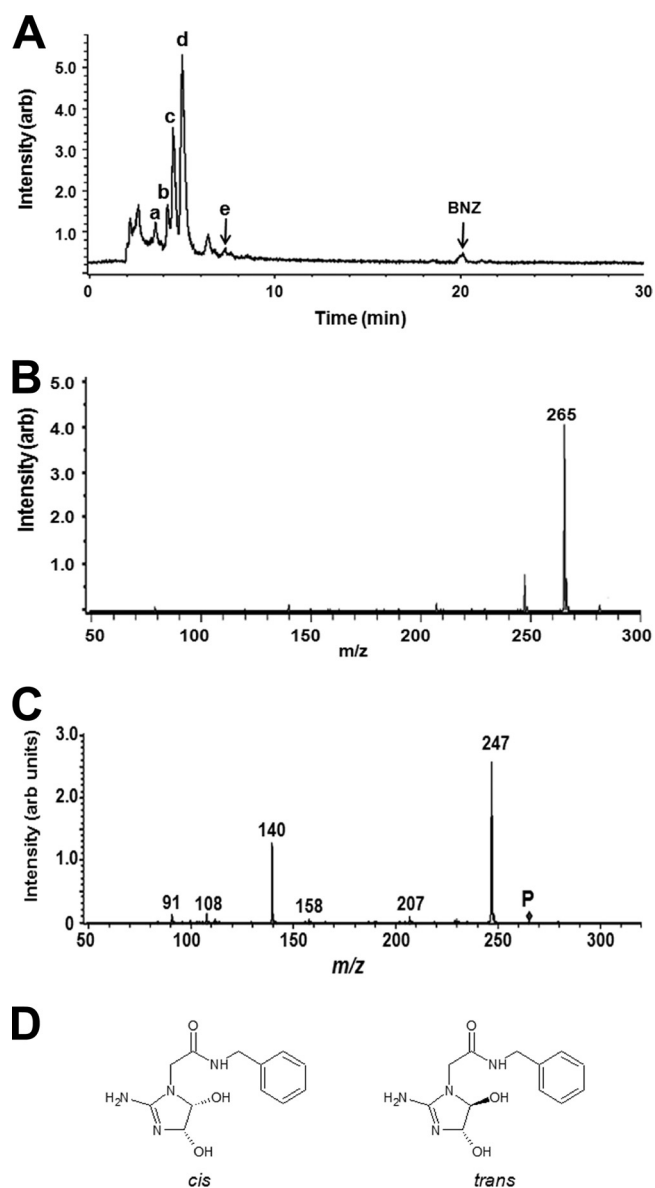 A
Intensity (arb)
5.0
4.0
3.0
2.0
1.0
a
b
c
d
e
BNZ
0 10 20 30
Time (min)
B
Intensity (arb)
5.0
4.0
3.0
2.0
1.0
265
50 100 150 200 250 300
m/z
C
Intensity (arb units)
3.0
2.0
1.0
0
91 108 140 158 207 247 P
50 100 150 200 250 300
m/z
D
O
NH
N
OH
H₂N
N
OH
cis
O
NH
N
OH
H₂N
N
OH
trans